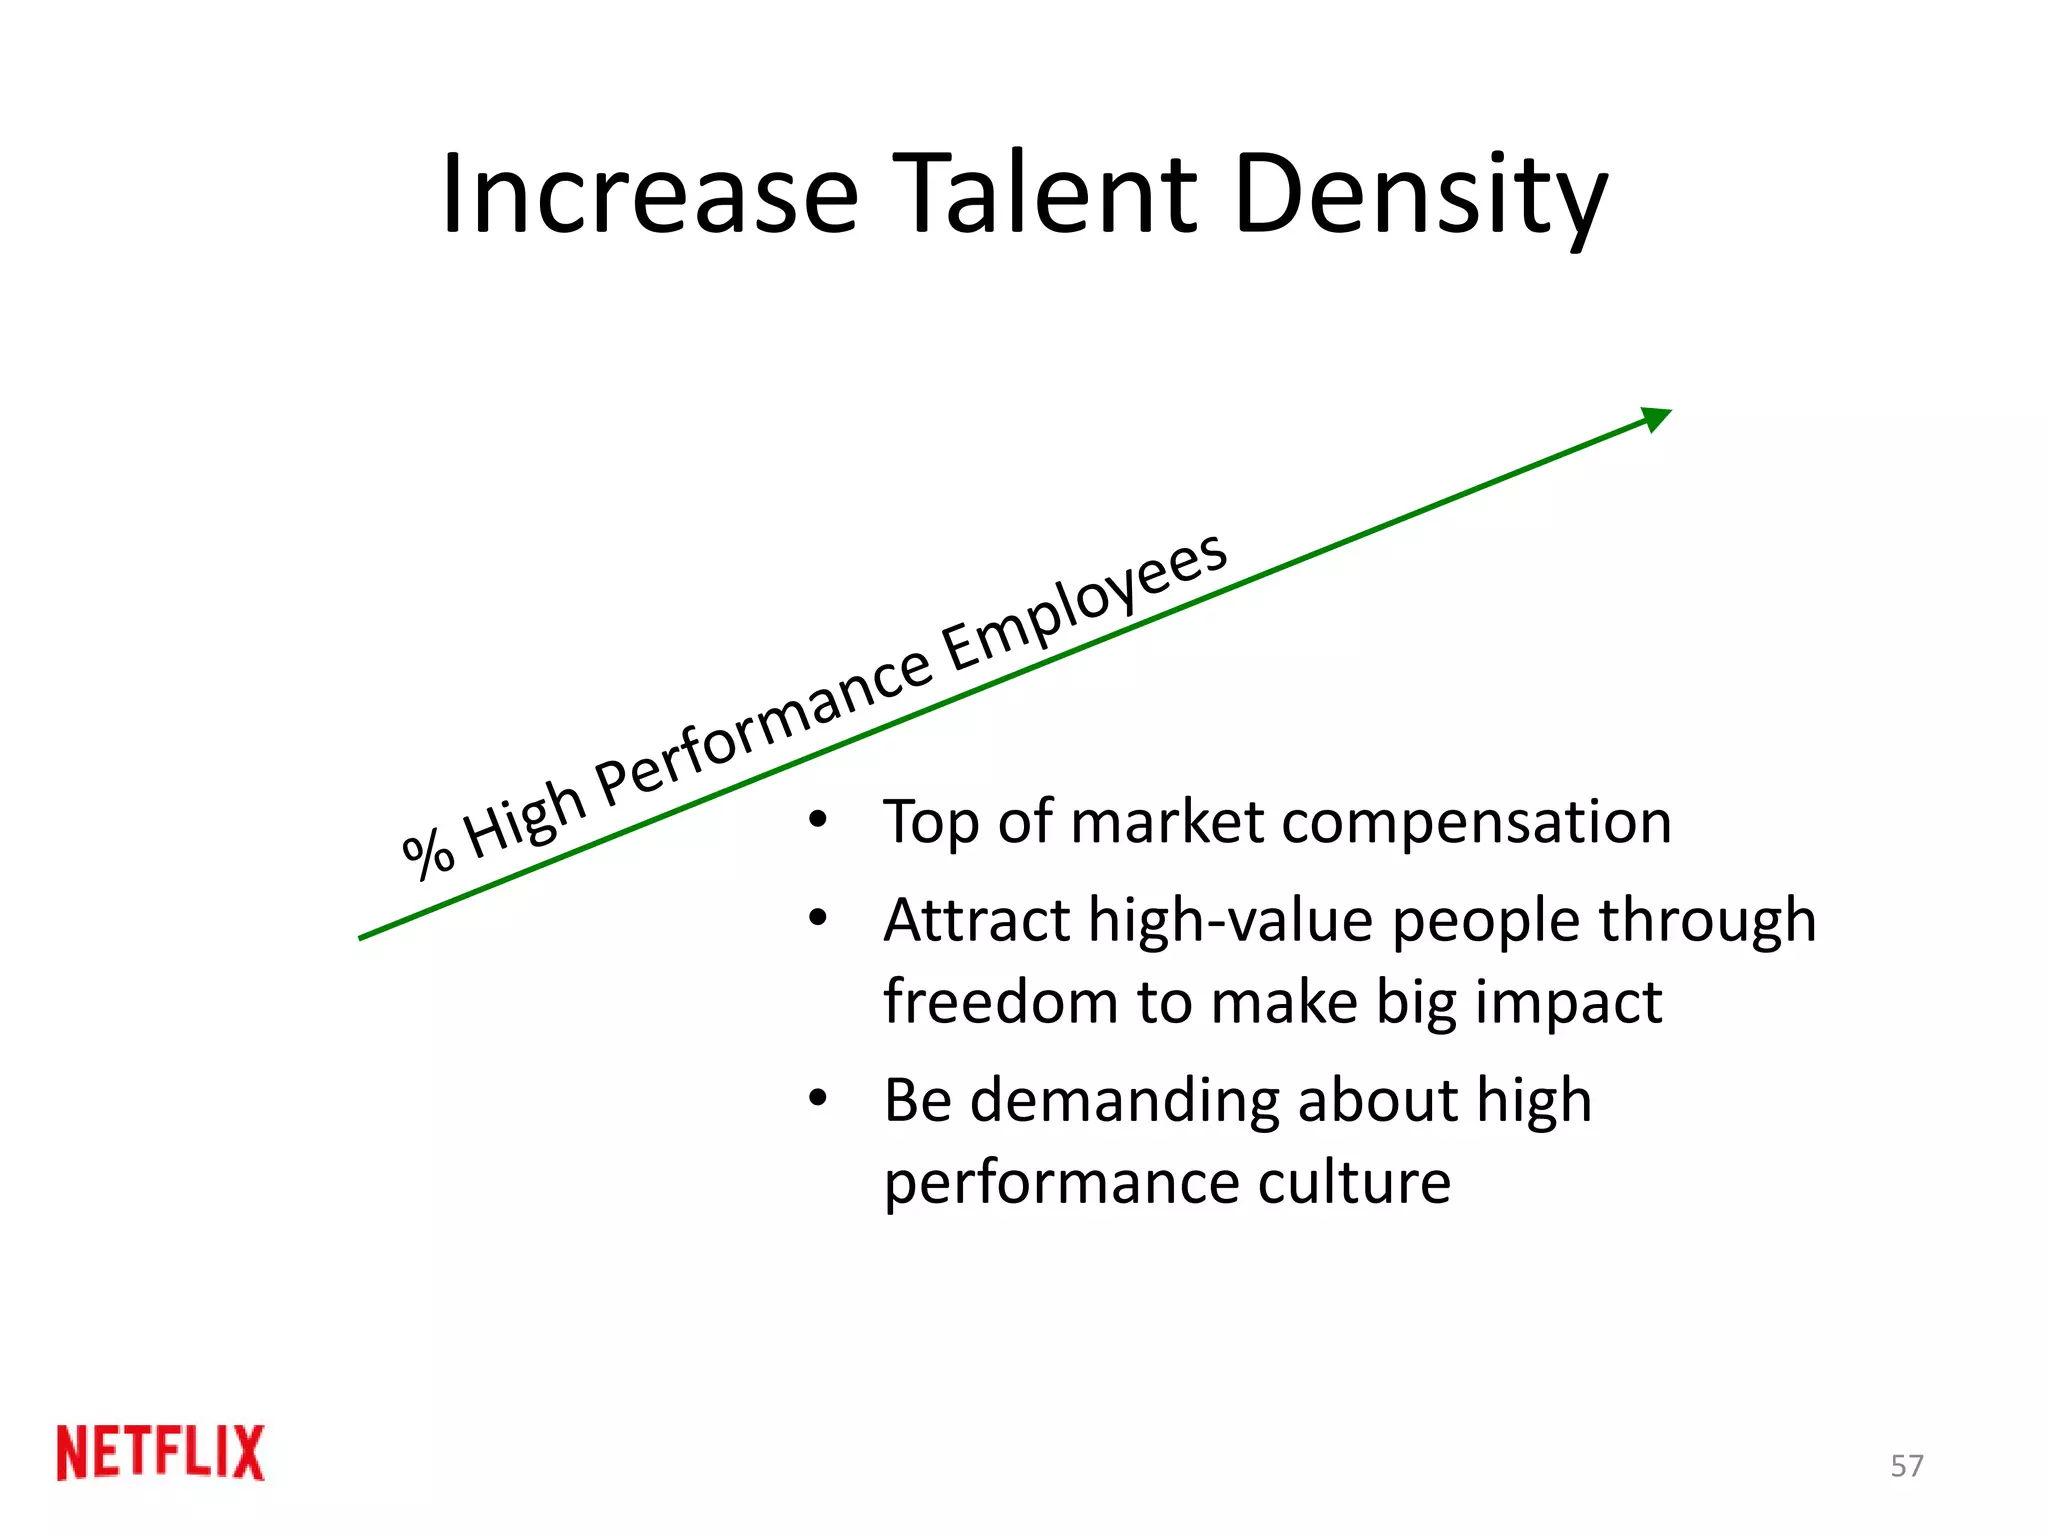 Increase Talent Density
% High Performance Employees
• Top of market compensation
• Attract high-value people through
freedom to make big impact
• Be demanding about high
performance culture
NETFLIX
57